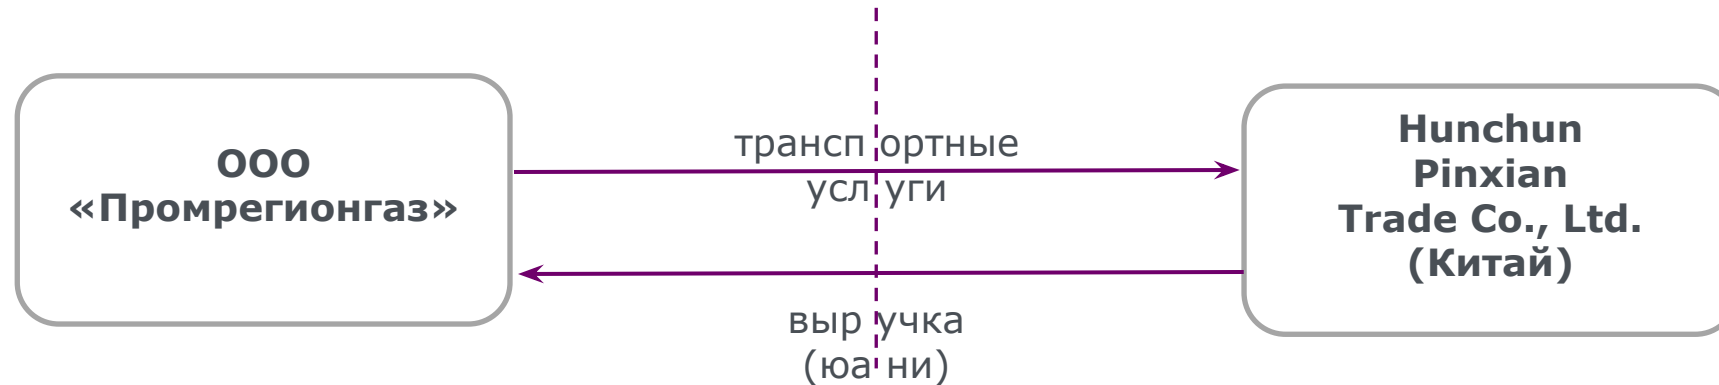 ООО
«Промрегионгаз»
транспортные
услуги
выручка
(юани)
Hunchun
Pinxian
Trade Co., Ltd.
(Китай)